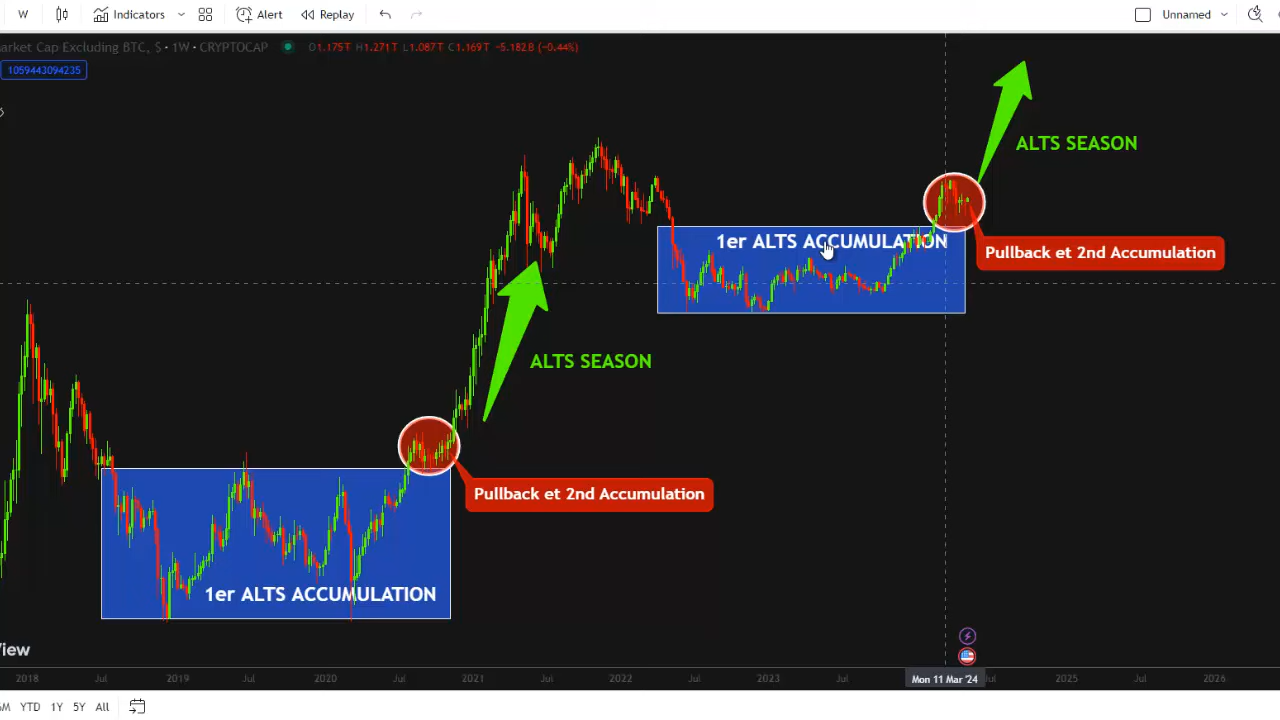 W Indicators Alert Replay Unnamed
arket Cap Excluding BTC, $ · 1W · CRYPTOCAP O1.175T H1.271T L1.087T C1.169T -5.182B (-0.44%)
1059443094235
ALTS SEASON
1er ALTS ACCUMULATION
Pullback et 2nd Accumulation
ALTS SEASON
Pullback et 2nd Accumulation
1er ALTS ACCUMULATION
View
2018 Jul 2019 Jul 2020 Jul 2021 Jul 2022 Jul 2023 Jul Mon 11 Mar '24 Jul 2025 Jul 2026
6M YTD 1Y 5Y All